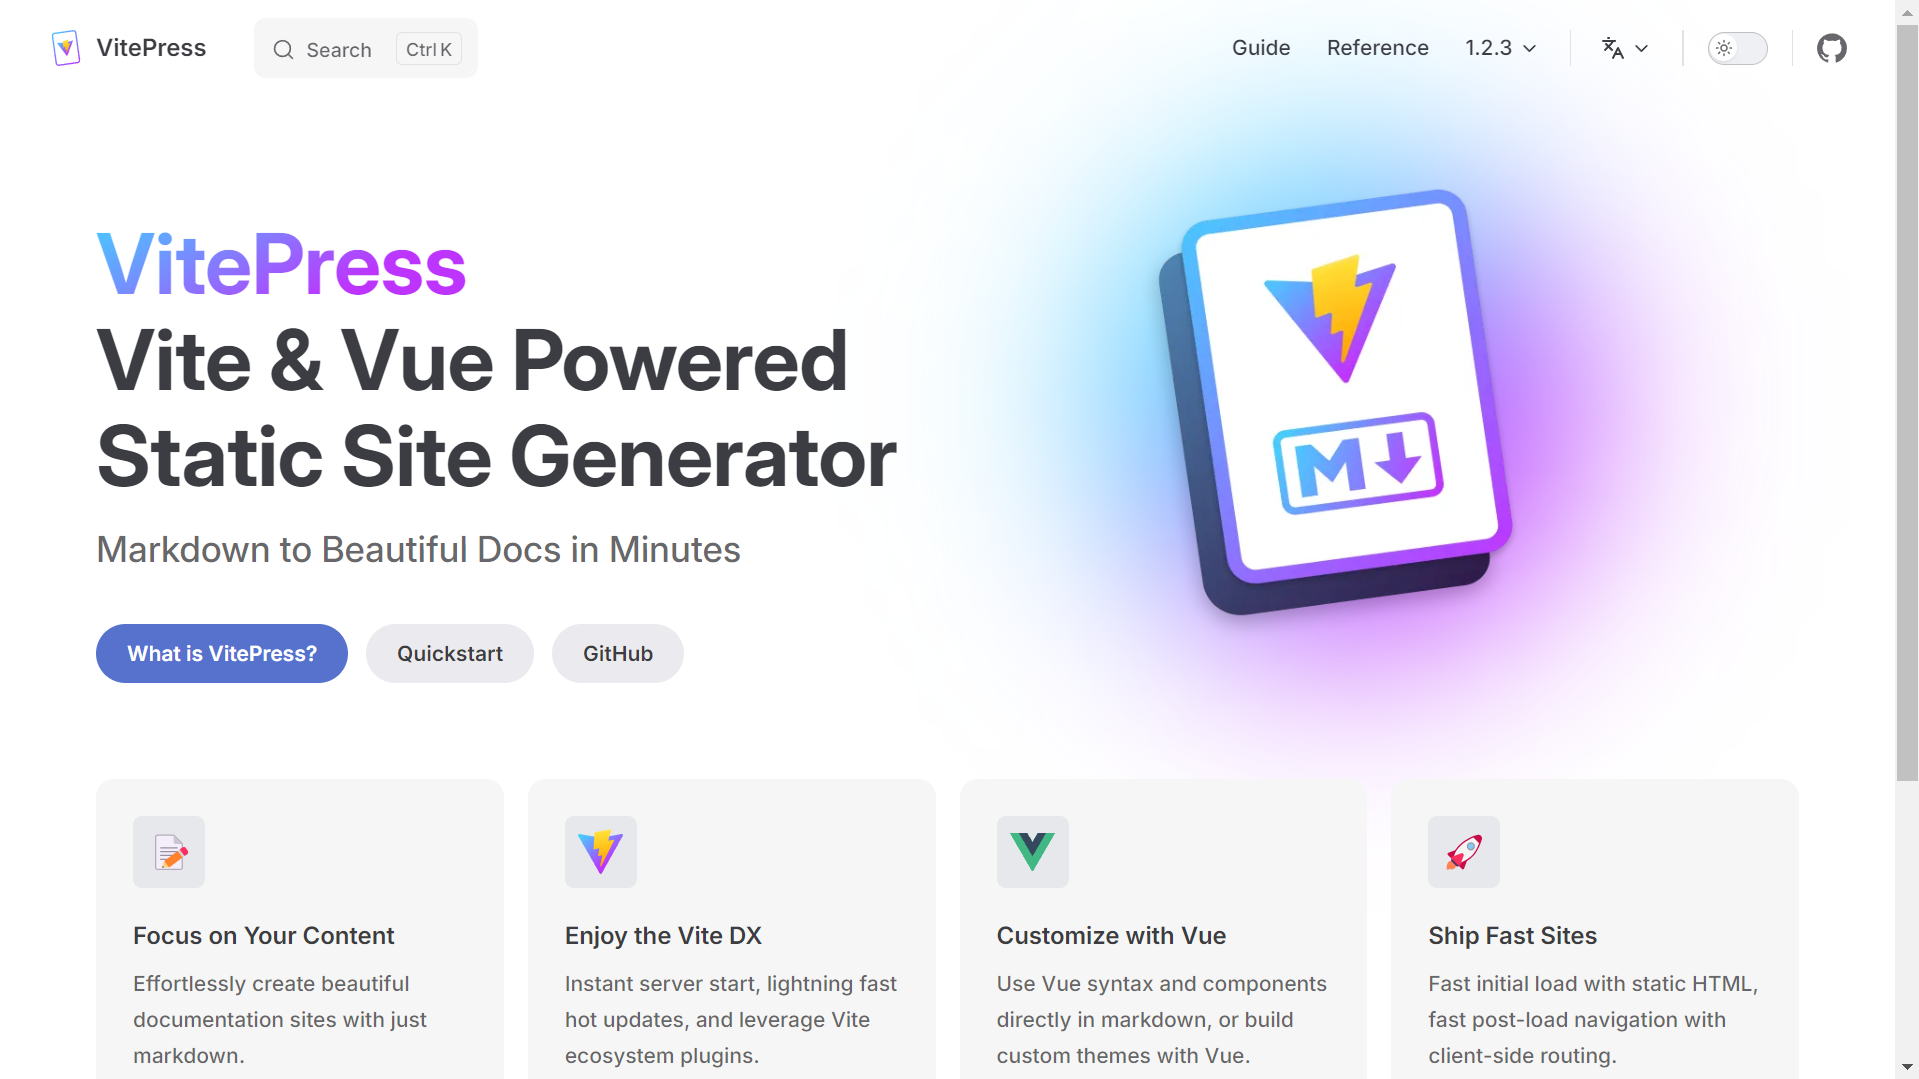 VitePress
Search
Ctrl K
Guide
Reference
1.2.3
VitePress
Vite & Vue Powered
Static Site Generator
Markdown to Beautiful Docs in Minutes
What is VitePress?
Quickstart
GitHub
M
Focus on Your Content
Effortlessly create beautiful
documentation sites with just
markdown.
Enjoy the Vite DX
Instant server start, lightning fast
hot updates, and leverage Vite
ecosystem plugins.
Customize with Vue
Use Vue syntax and components
directly in markdown, or build
custom themes with Vue.
Ship Fast Sites
Fast initial load with static HTML,
fast post-load navigation with
client-side routing.